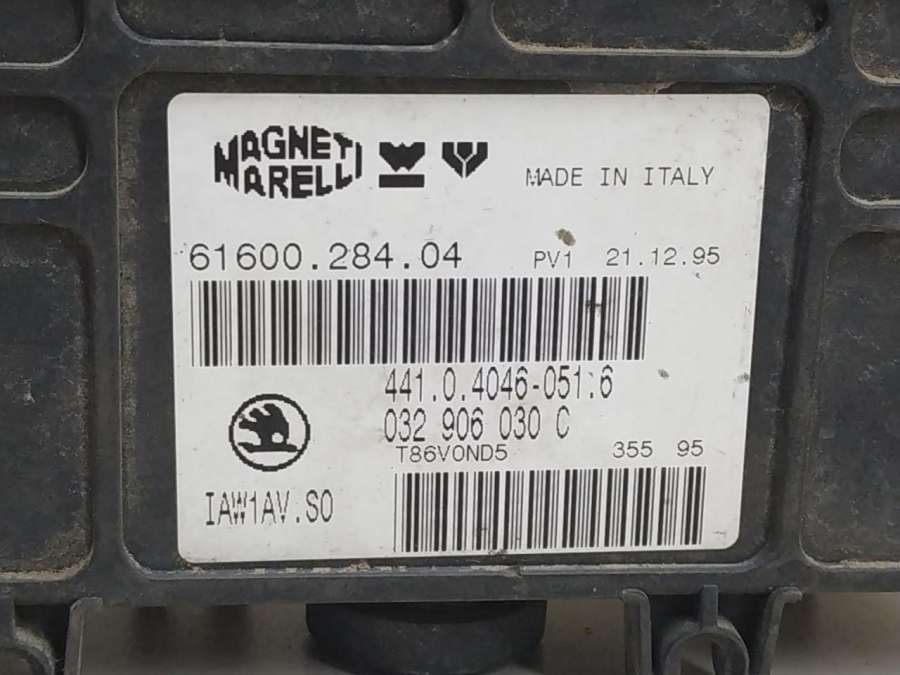 MAGNETI
MARELLI
MADE IN ITALY
61600.284.04
PV1 21.12.95
441.0.4046-051.6
032 906 030 C
T86V0ND5 355 95
IAW1AV.S0